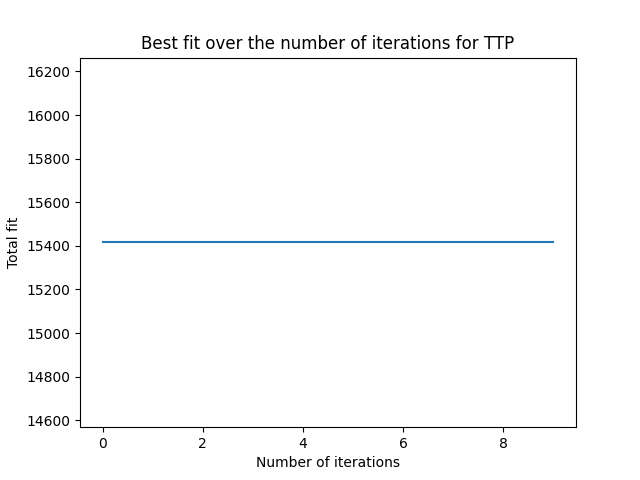 Best fit over the number of iterations for TTP
16200
16000
15800
15600
15400
15200
15000
14800
14600
Total fit
0 2 4 6 8
Number of iterations